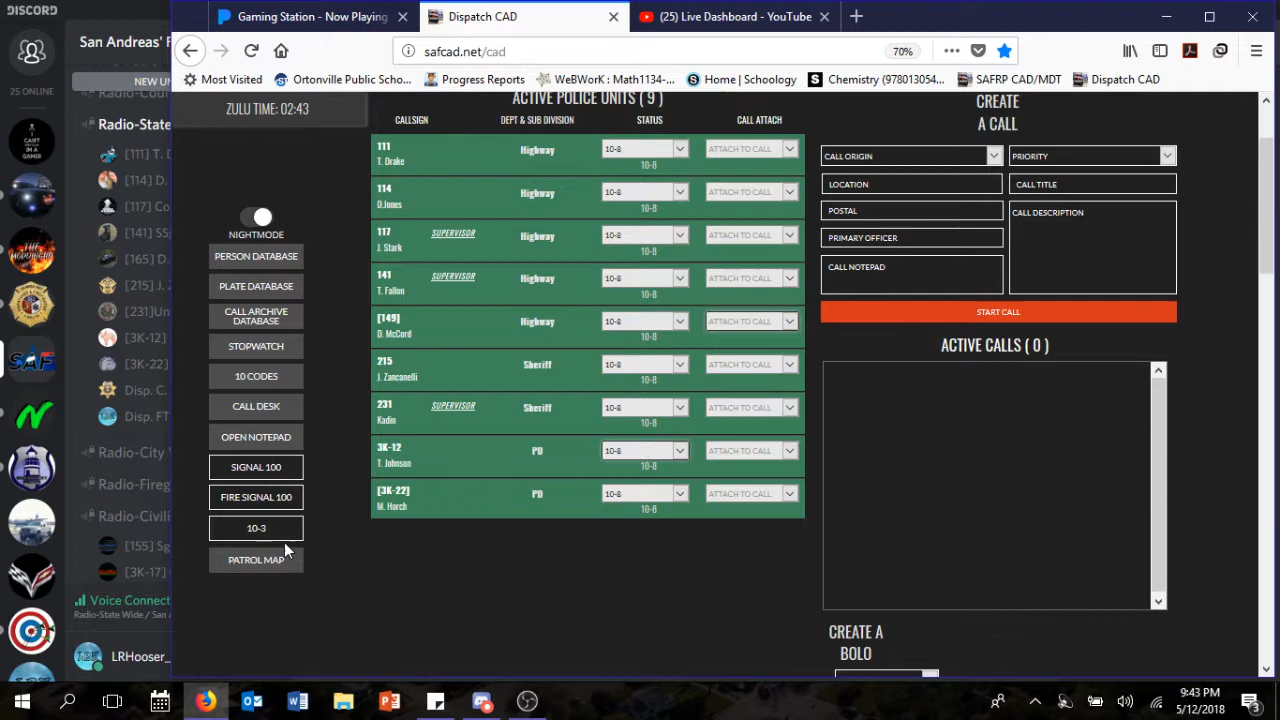 DISCORD
25 ONLINE
San Andreas' F
NEW UN
Radio-Coun
Radio-State
[111] T. D
[114] D.
[117] Co
[141] SS
[165] D.
[215] J. Z
[231]Un
[3K-12]
[3K-22]
Disp. C.
Disp. FT
Radio-City
Radio-Fireg
Radio-Civili
[155] Sg
[3K-17]
Voice Connect
Radio-State Wide / San A
LRHooser_
Gaming Station - Now Playing
Dispatch CAD
(25) Live Dashboard - YouTube
safcad.net/cad
70%
Most Visited
Ortonville Public Scho...
Progress Reports
WeBWorK : Math1134-...
Home | Schoology
Chemistry (978013054...
SAFRP CAD/MDT
Dispatch CAD
ZULU TIME: 02:43
NIGHTMODE
PERSON DATABASE
PLATE DATABASE
CALL ARCHIVE
DATABASE
STOPWATCH
10 CODES
CALL DESK
OPEN NOTEPAD
SIGNAL 100
FIRE SIGNAL 100
10-3
PATROL MAP
ACTIVE POLICE UNITS ( 9 )
CALLSIGN DEPT & SUB DIVISION STATUS CALL ATTACH
111 Highway 10-8 ATTACH TO CALL
T. Drake 10-8
114 Highway 10-8 ATTACH TO CALL
D.Jones 10-8
117 SUPERVISOR Highway 10-8 ATTACH TO CALL
J. Stark 10-8
141 SUPERVISOR Highway 10-8 ATTACH TO CALL
T. Fallon 10-8
[149] Highway 10-8 ATTACH TO CALL
D. McCord 10-8
215 Sheriff 10-8 ATTACH TO CALL
J. Zancanelli 10-8
231 SUPERVISOR Sheriff 10-8 ATTACH TO CALL
Kadin 10-8
3K-12 PD 10-8 ATTACH TO CALL
T. Johnson 10-8
[3K-22] PD 10-8 ATTACH TO CALL
M. Horch 10-8
CREATE
A CALL
CALL ORIGIN PRIORITY
LOCATION CALL TITLE
POSTAL CALL DESCRIPTION
PRIMARY OFFICER
CALL NOTEPAD
START CALL
ACTIVE CALLS ( 0 )
CREATE A
BOLO
9:43 PM
5/12/2018
3